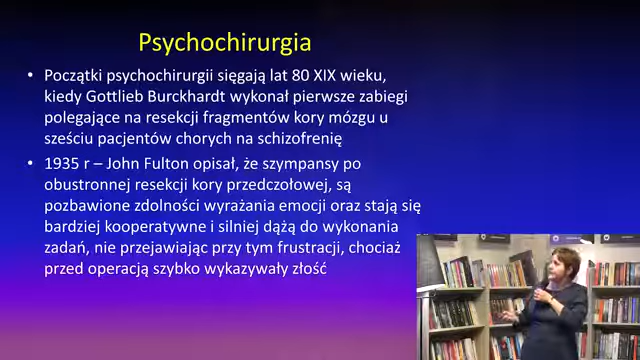 Psychochirurgia
• Początki psychochirurgii sięgają lat 80 XIX wieku,
kiedy Gottlieb Burckhardt wykonał pierwsze zabiegi
polegające na resekcji fragmentów kory mózgu u
sześciu pacjentów chorych na schizofrenię
• 1935 r – John Fulton opisał, że szympansy po
obustronnej resekcji kory przedczołowej, są
pozbawione zdolności wyrażania emocji oraz stają się
bardziej kooperatywne i silniej dążą do wykonania
zadań, nie przejawiając przy tym frustracji, chociaż
przed operacją szybko wykazywały złość